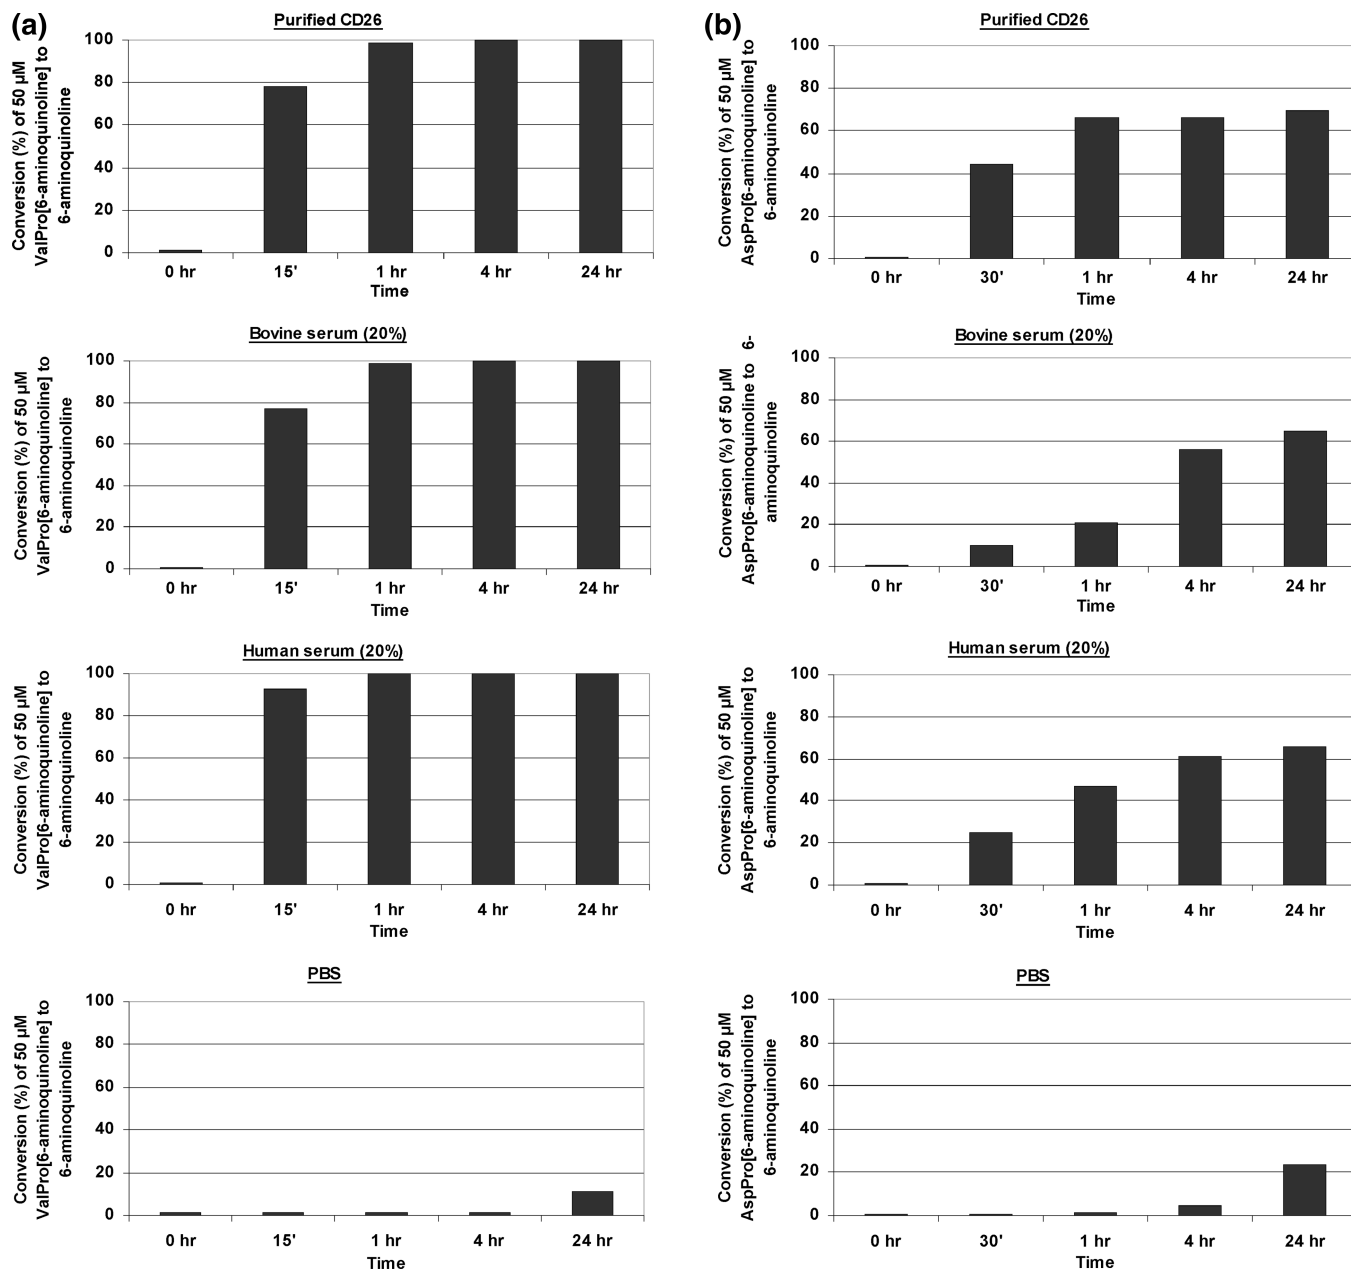 (a)
Purified CD26
Conversion (%) of 50 µM
ValPro[6-aminoquinoline] to
6-aminoquinoline
100
80
60
40
20
0
0 hr 15' 1 hr 4 hr 24 hr
Time
Bovine serum (20%)
Conversion (%) of 50 µM
ValPro[6-aminoquinoline] to
6-aminoquinoline
100
80
60
40
20
0
0 hr 15' 1 hr 4 hr 24 hr
Time
Human serum (20%)
Conversion (%) of 50 µM
ValPro[6-aminoquinoline] to
6-aminoquinoline
100
80
60
40
20
0
0 hr 15' 1 hr 4 hr 24 hr
Time
PBS
Conversion (%) of 50 µM
ValPro[6-aminoquinoline] to
6-aminoquinoline
100
80
60
40
20
0
0 hr 15' 1 hr 4 hr 24 hr
Time
(b)
Purified CD26
Conversion (%) of 50 µM
AspPro[6-aminoquinoline] to
6-aminoquinoline
100
80
60
40
20
0
0 hr 30' 1 hr 4 hr 24 hr
Time
Bovine serum (20%)
Conversion (%) of 50 µM
AspPro[6-aminoquinoline to 6-
aminoquinoline
100
80
60
40
20
0
0 hr 30' 1 hr 4 hr 24 hr
Time
Human serum (20%)
Conversion (%) of 50 µM
AspPro[6-aminoquinoline] to
6-aminoquinoline
100
80
60
40
20
0
0 hr 30' 1 hr 4 hr 24 hr
Time
PBS
Conversion (%) of 50 µM
AspPro[6-aminoquinoline] to
6-aminoquinoline
100
80
60
40
20
0
0 hr 30' 1 hr 4 hr 24 hr
Time